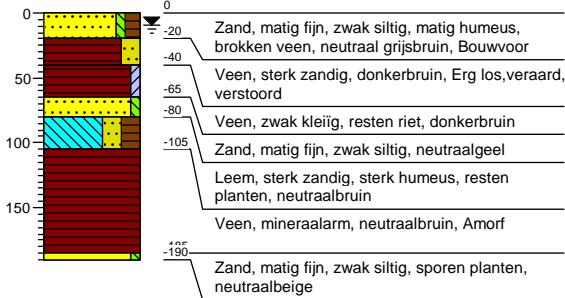 0
50
100
150
0
-20
-40
-65
-80
-105
-185
-190
Zand, matig fijn, zwak siltig, matig humeus,
brokken veen, neutraal grijsbruin, Bouwvoor
Veen, sterk zandig, donkerbruin, Erg los,veraard,
verstoord
Veen, zwak kleiïg, resten riet, donkerbruin
Zand, matig fijn, zwak siltig, neutraalgeel
Leem, sterk zandig, sterk humeus, resten
planten, neutraalbruin
Veen, mineraalarm, neutraalbruin, Amorf
Zand, matig fijn, zwak siltig, sporen planten,
neutraalbeige